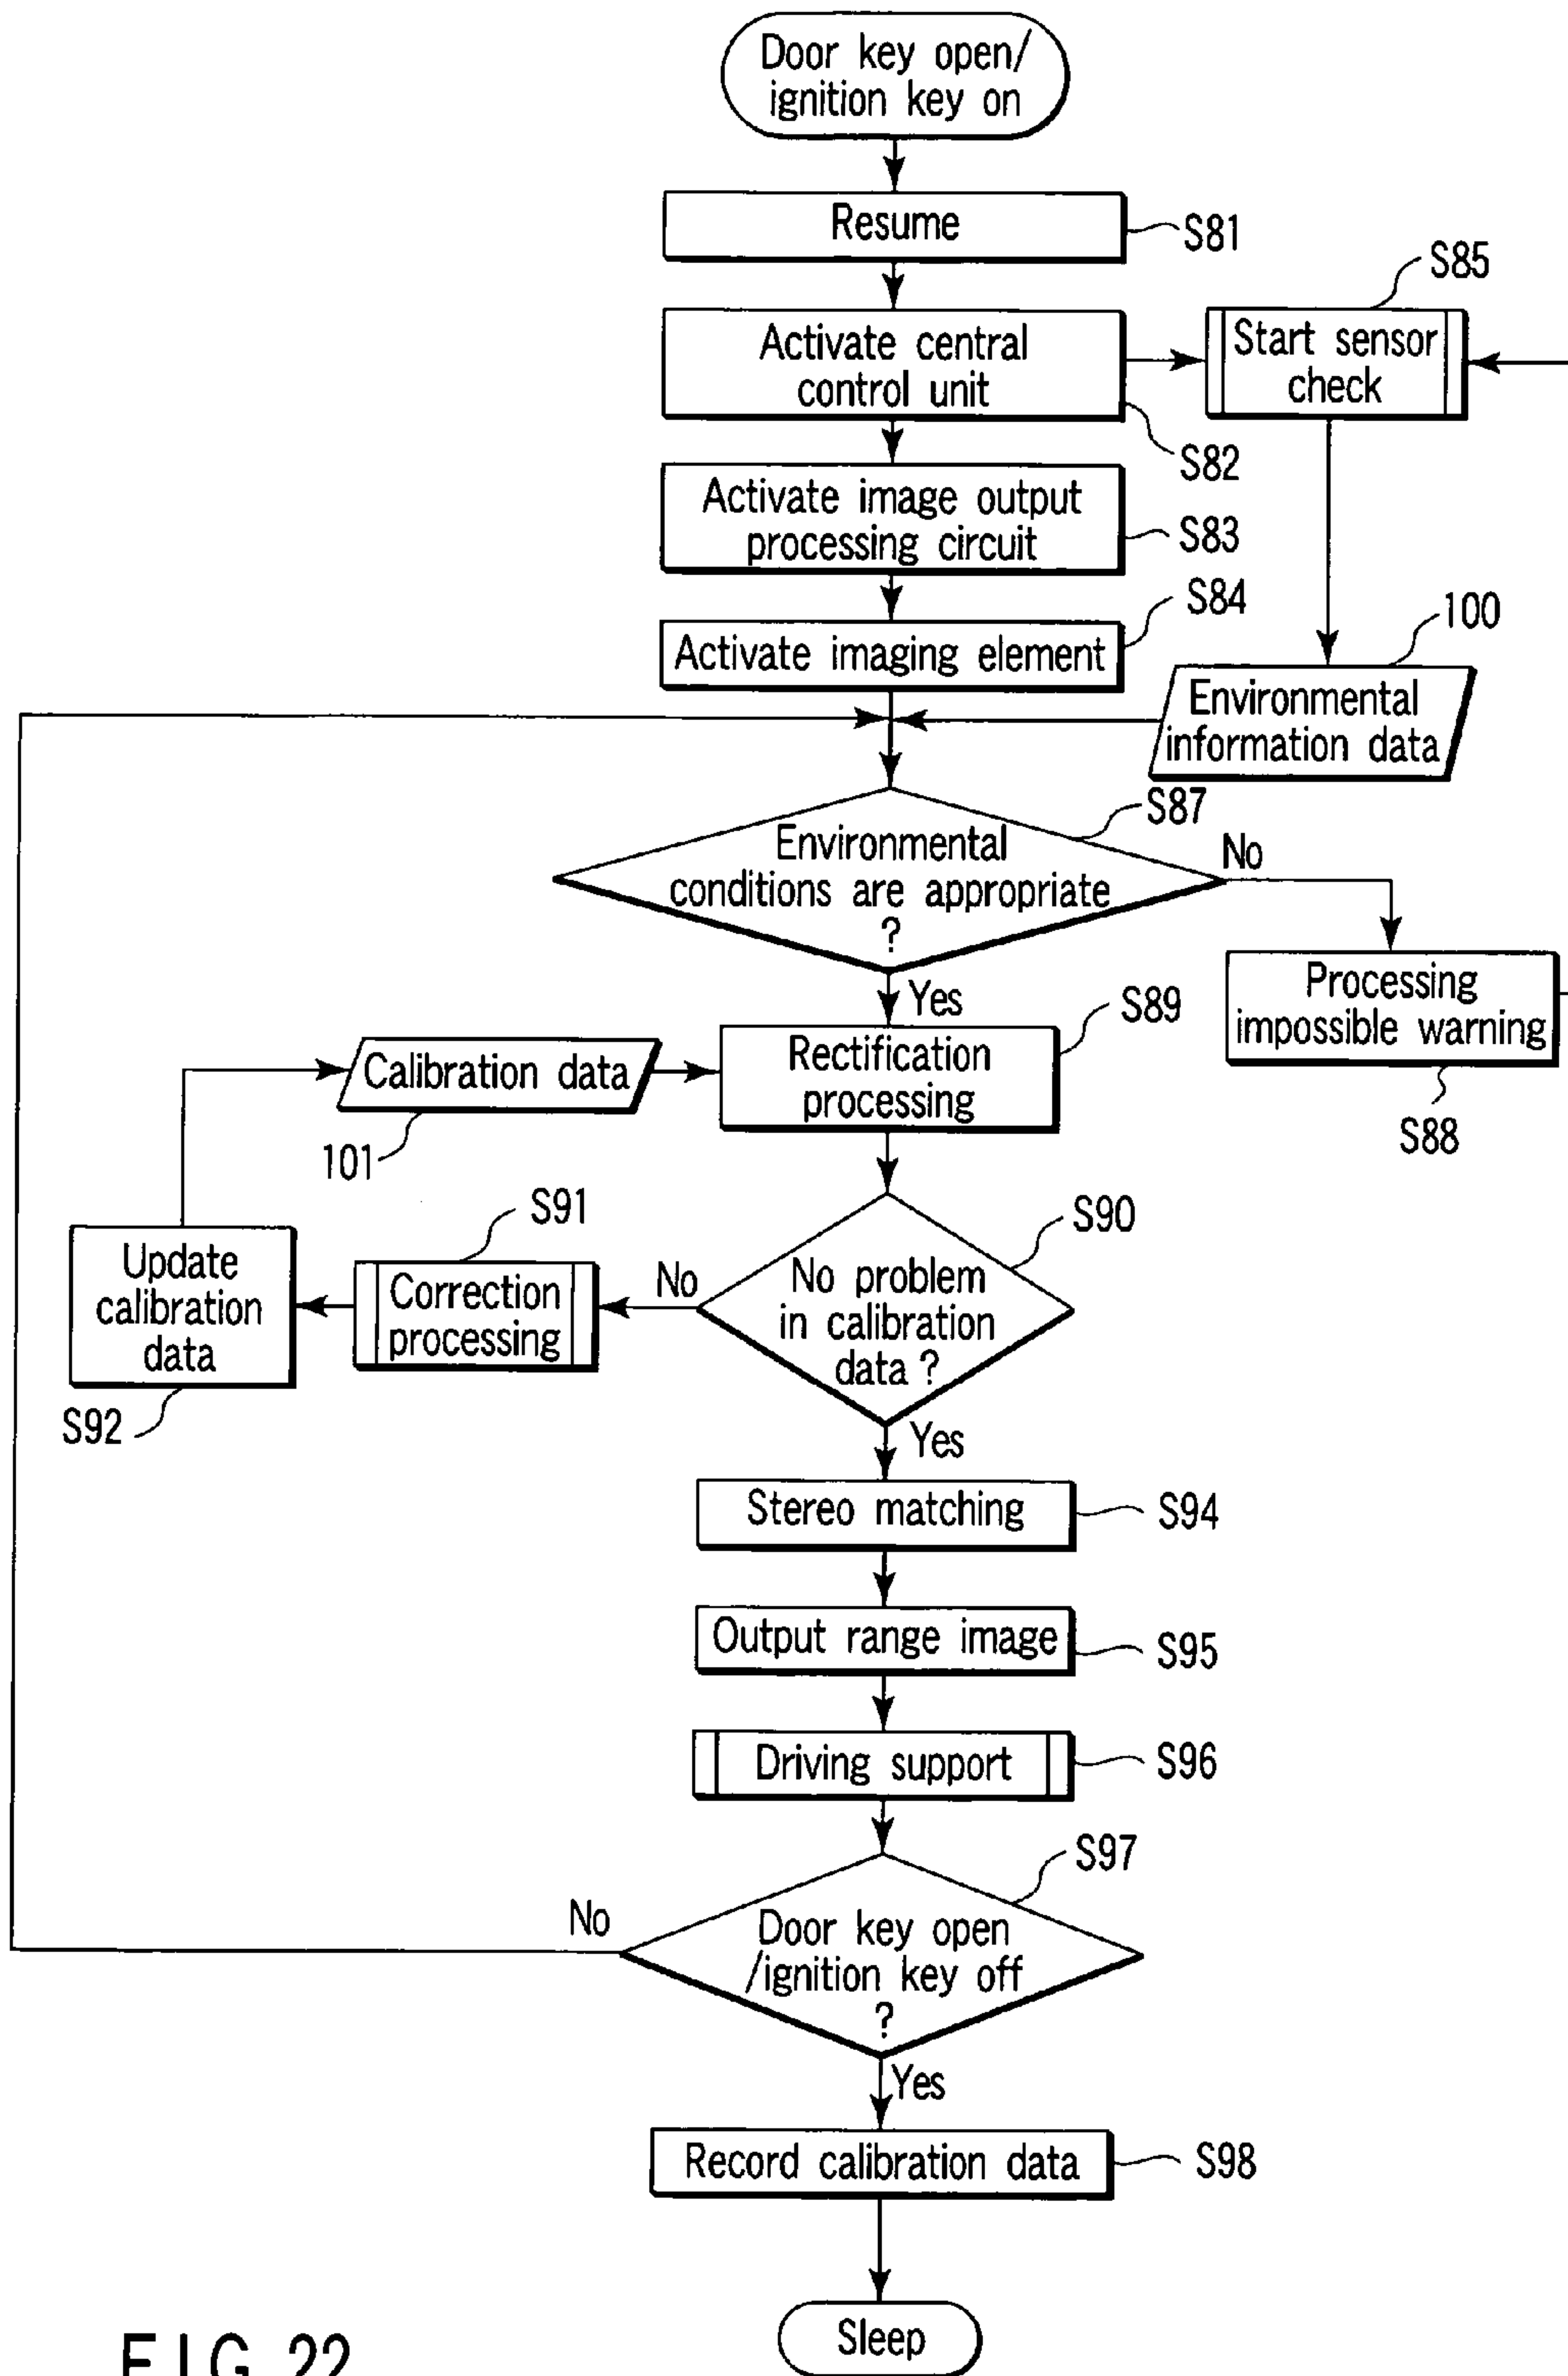 Door key open/
ignition key on
Resume
S81
S85
Activate central
control unit
Start sensor
check
S82
Activate image output
processing circuit
S83
S84
100
Activate imaging element
Environmental
information data
S87
Environmental
conditions are appropriate
?
No
Yes
S89
Processing
impossible warning
Calibration data
Rectification
processing
101
S88
S91
S90
Update
calibration
data
Correction
processing
No
No problem
in calibration
data ?
S92
Yes
Stereo matching
S94
Output range image
S95
Driving support
S96
S97
No
Door key open
/ignition key off
?
Yes
Record calibration data
S98
Sleep
FIG. 22